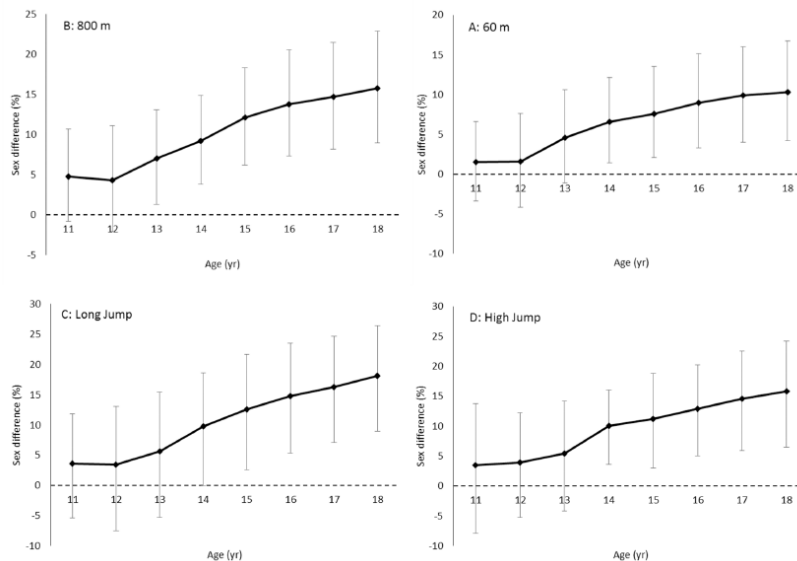 B: 800 m
Sex difference (%)
25
20
15
10
5
0
-5
11 12 13 14 15 16 17 18
Age (yr)
A: 60 m
Sex difference (%)
20
15
10
5
0
-5
-10
11 12 13 14 15 16 17 18
Age (yr)
C: Long Jump
Sex difference (%)
30
25
20
15
10
5
0
-5
-10
11 12 13 14 15 16 17 18
Age (yr)
D: High Jump
Sex difference (%)
30
25
20
15
10
5
0
-5
-10
11 12 13 14 15 16 17 18
Age (yr)